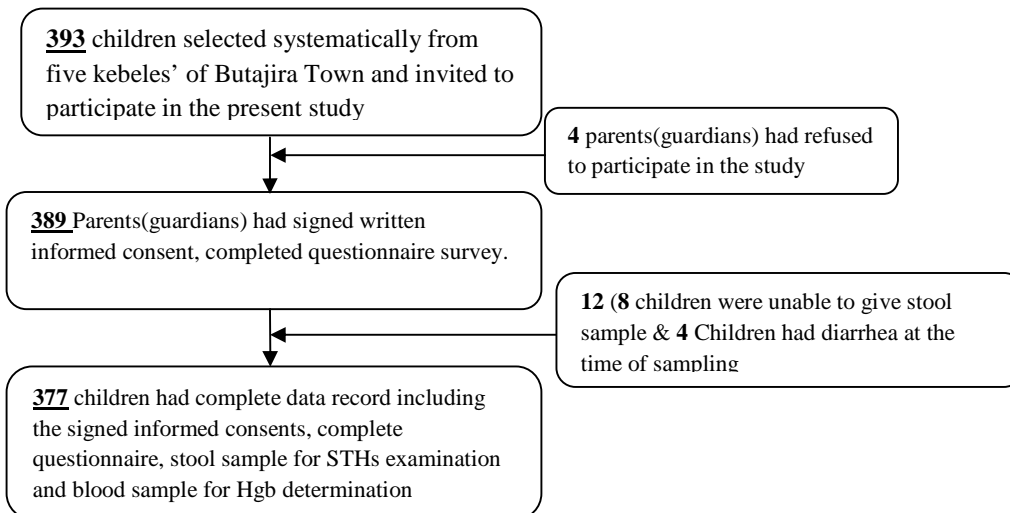 393 children selected systematically from
five kebeles’ of Butajira Town and invited to
participate in the present study
4 parents(guardians) had refused
to participate in the study
389 Parents(guardians) had signed written
informed consent, completed questionnaire survey.
12 (8 children were unable to give stool
sample & 4 Children had diarrhea at the
time of sampling
377 children had complete data record including
the signed informed consents, complete
questionnaire, stool sample for STHs examination
and blood sample for Hgb determination